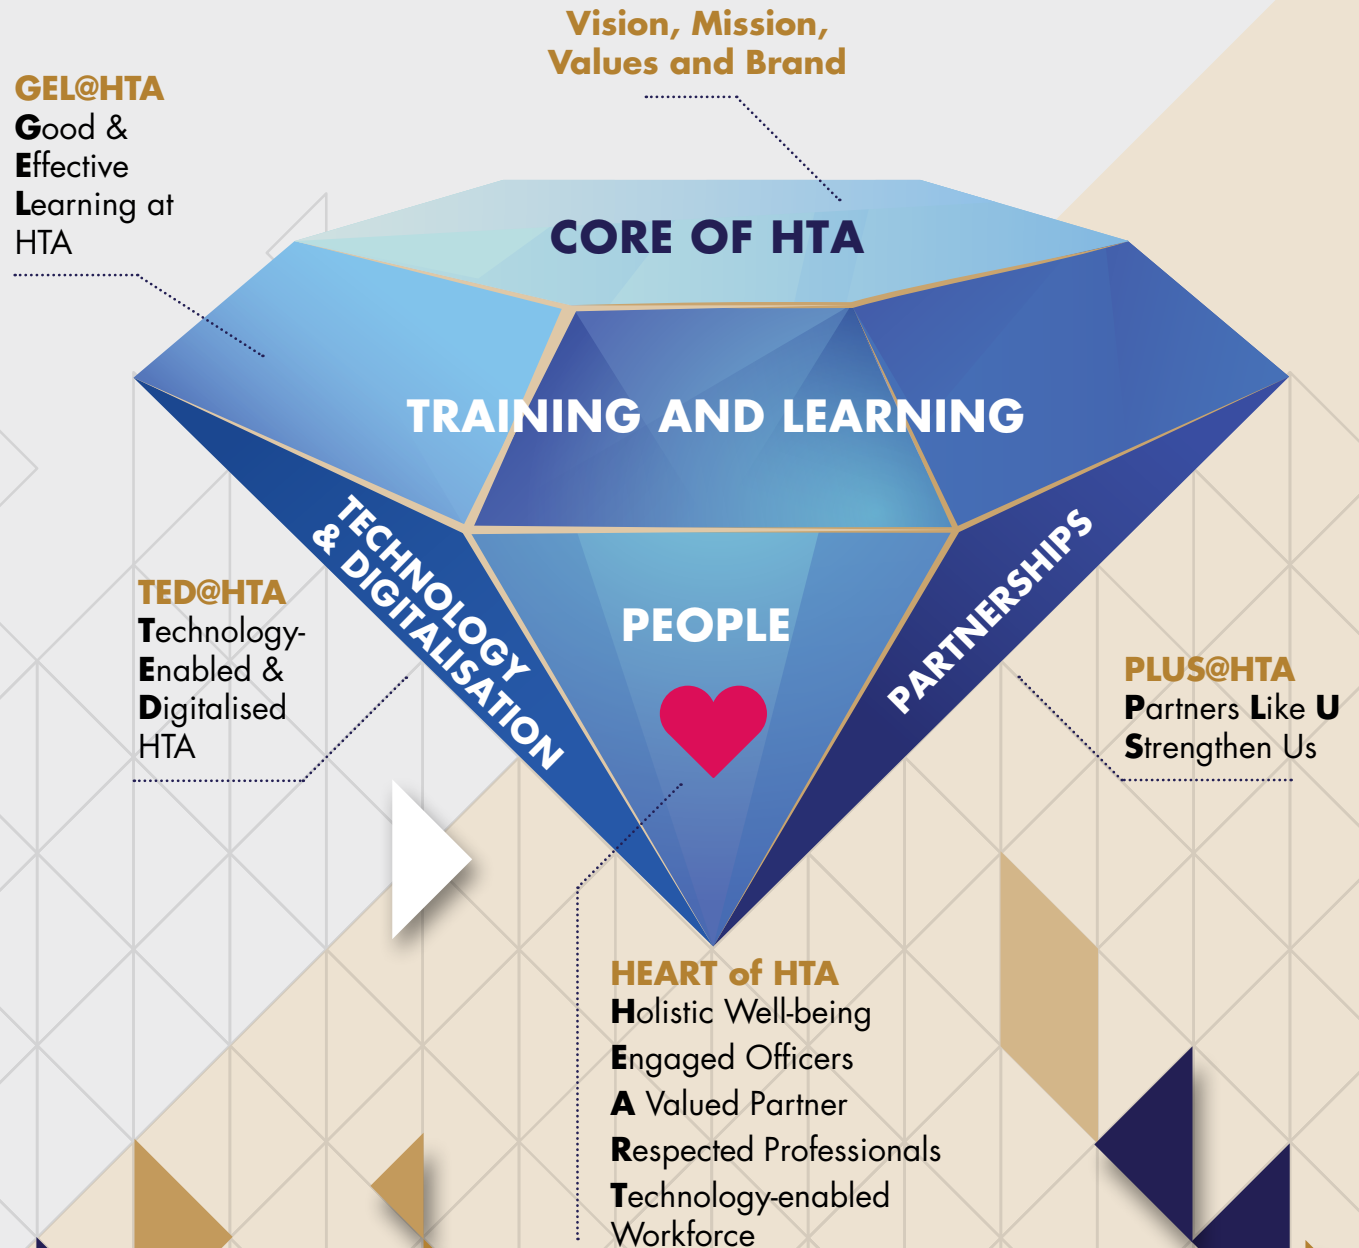 Vision, Mission,
Values and Brand
GEL@HTA
Good &
Effective
Learning at
HTA
CORE OF HTA
TRAINING AND LEARNING
TECHNOLOGY
& DIGITALISATION
PEOPLE
PARTNERSHIPS
TED@HTA
Technology-
Enabled &
Digitalised
HTA
PLUS@HTA
Partners Like U
Strengthen Us
HEART of HTA
Holistic Well-being
Engaged Officers
A Valued Partner
Respected Professionals
Technology-enabled
Workforce